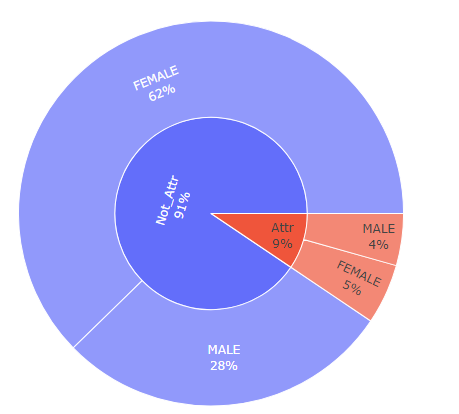 FEMALE
62%
Not_Attr
91%
Attr
9%
MALE
4%
FEMALE
5%
MALE
28%